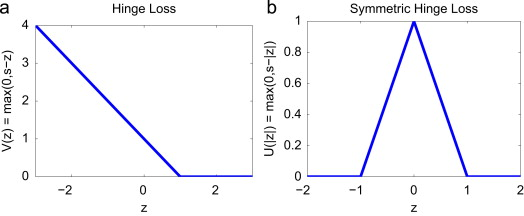 a
Hinge Loss
V(z) = max(0,s−z)
4
3
2
1
0
−2
0
2
z
b
Symmetric Hinge Loss
U(|z|) = max(0,s−|z|)
1
0.8
0.6
0.4
0.2
0
−2
−1
0
1
2
z